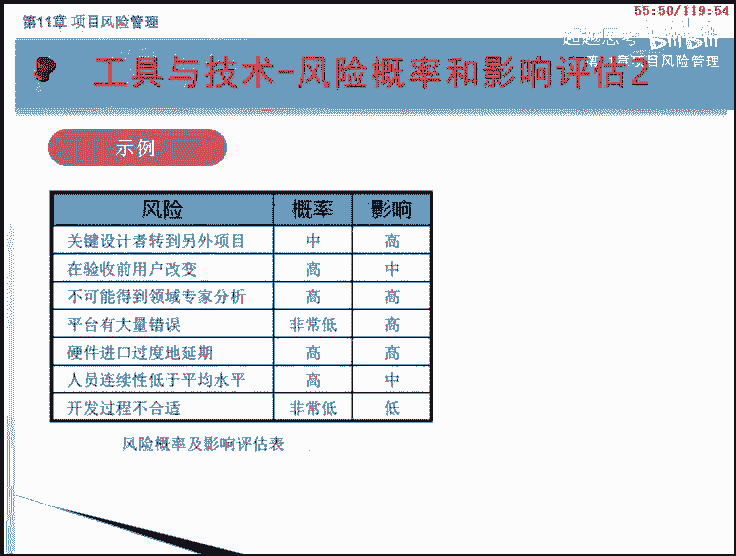 第11章 项目风险管理
55:50/119:54
工具与技术-风险概率和影响评估2
第11章项目风险管理
示例
风险 概率 影响
关键设计者转到另外项目 中 高
在验收前用户改变 高 中
不可能得到领域专家分析 高 高
平台有大量错误 非常低 高
硬件进口过度地延期 高 高
人员连续性低于平均水平 高 中
开发过程不合适 非常低 低
风险概率及影响评估表